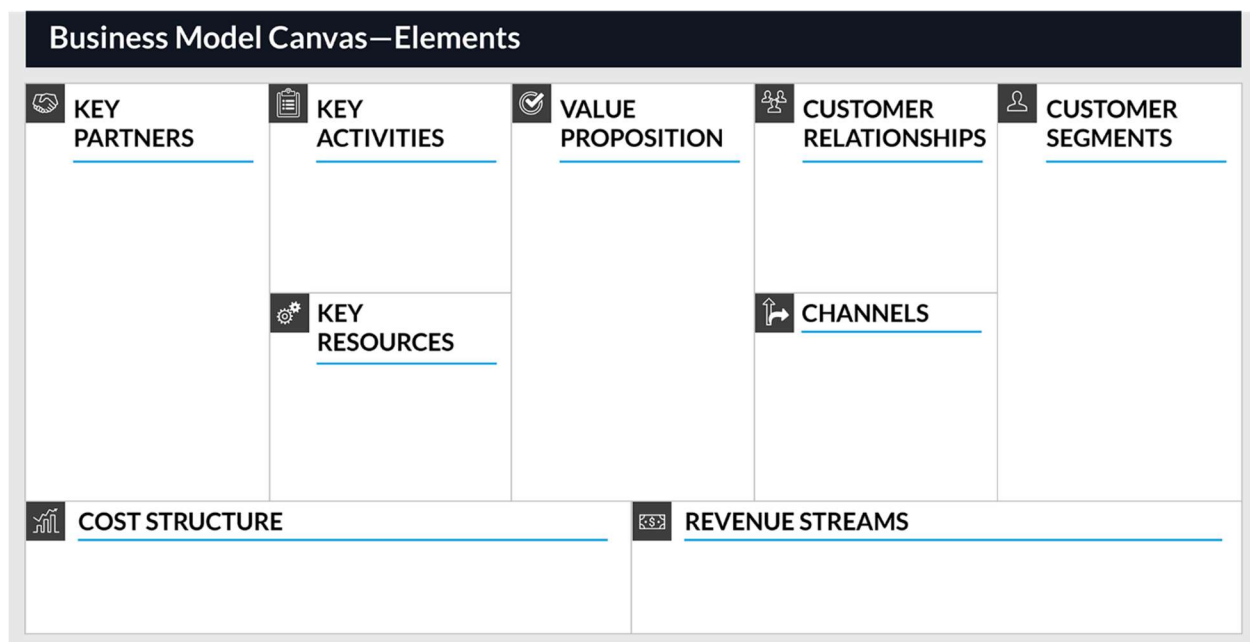 Business Model Canvas—Elements
KEY
PARTNERS
KEY
ACTIVITIES
KEY
RESOURCES
VALUE
PROPOSITION
CUSTOMER
RELATIONSHIPS
CHANNELS
CUSTOMER
SEGMENTS
COST STRUCTURE
$
REVENUE STREAMS